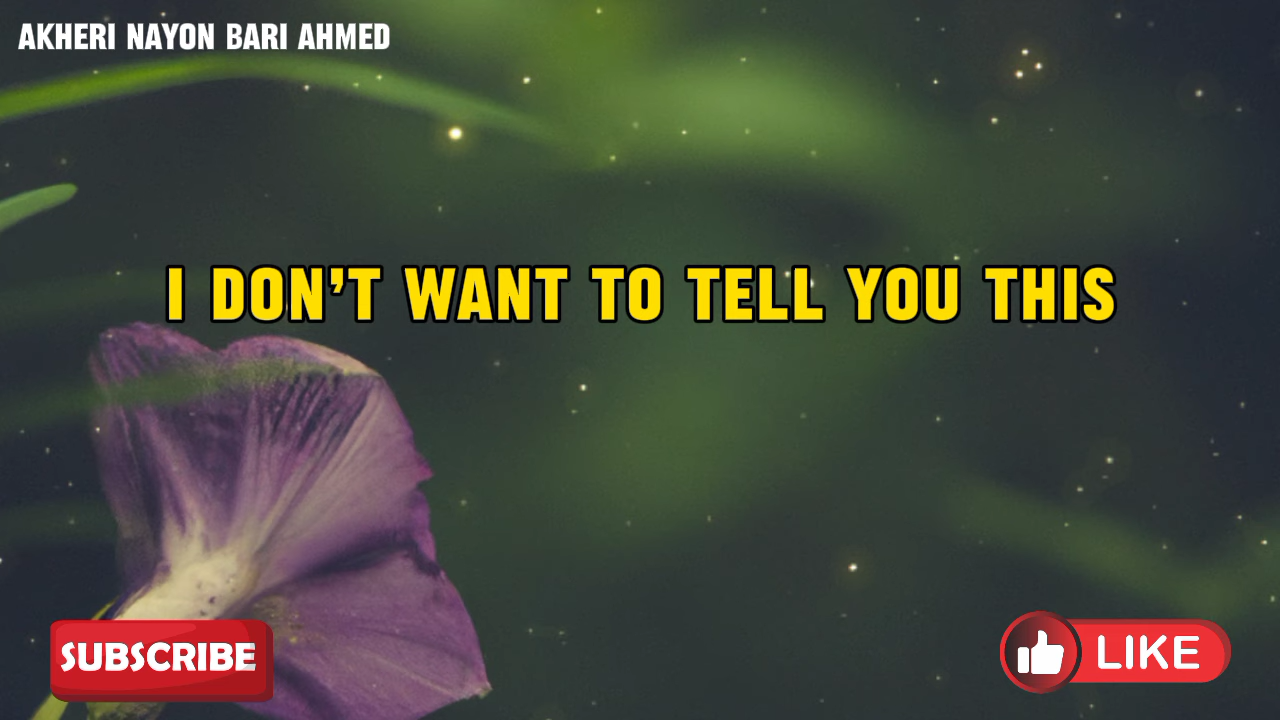 AKHERI NAYON BARI AHMED
I DON'T WANT TO TELL YOU THIS
SUBSCRIBE
LIKE